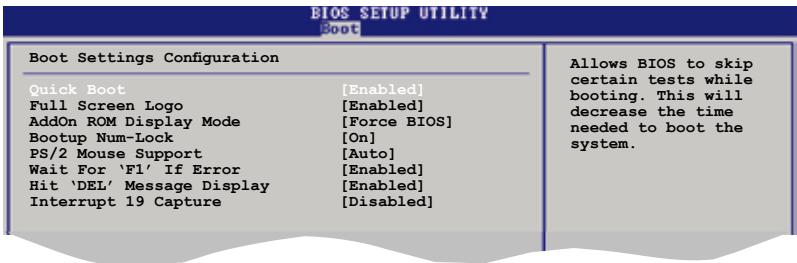 BIOS SETUP UTILITY
Boot
Boot Settings Configuration
Quick Boot [Enabled]
Full Screen Logo [Enabled]
AddOn ROM Display Mode [Force BIOS]
Bootup Num-Lock [On]
PS/2 Mouse Support [Auto]
Wait For ‘F1’ If Error [Enabled]
Hit ‘DEL’ Message Display [Enabled]
Interrupt 19 Capture [Disabled]
Allows BIOS to skip
certain tests while
booting. This will
decrease the time
needed to boot the
system.